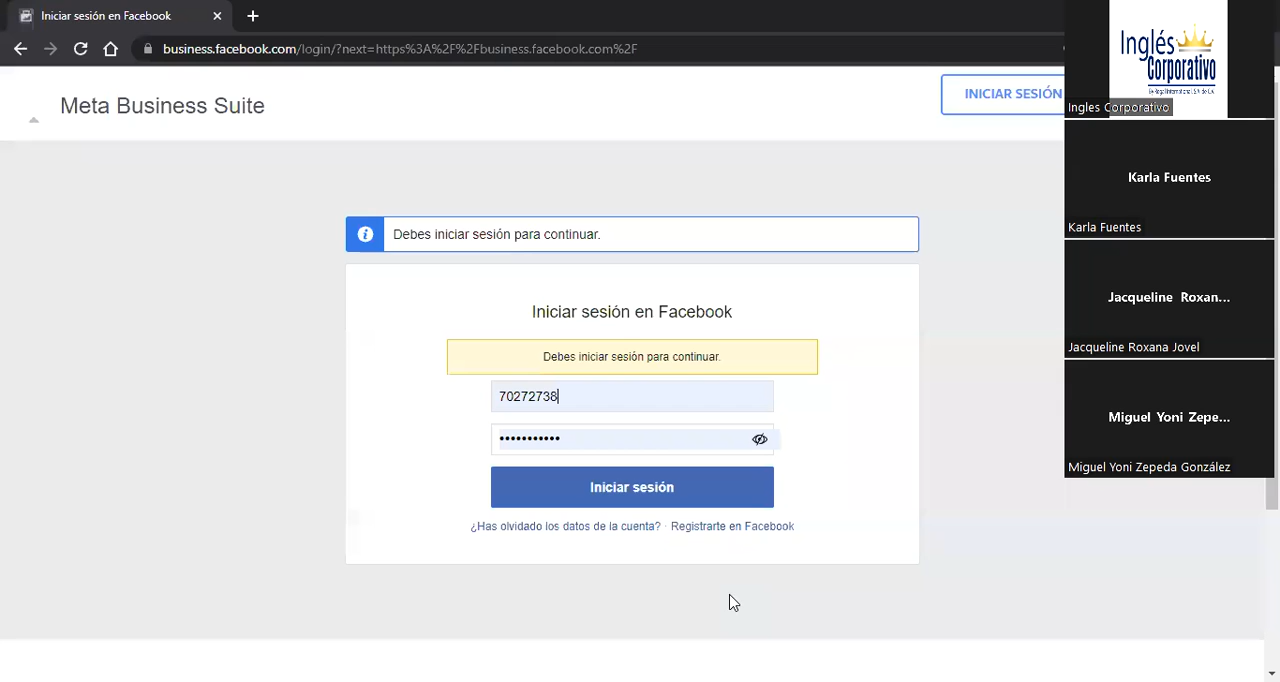 Iniciar sesión en Facebook
business.facebook.com/login/?next=https%3A%2F%2Fbusiness.facebook.com%2F
Meta Business Suite
INICIAR SESIÓN
Debes iniciar sesión para continuar.
Iniciar sesión en Facebook
Debes iniciar sesión para continuar.
70272738
•••••••••••
Iniciar sesión
¿Has olvidado los datos de la cuenta? · Registrarte en Facebook
Inglés
Corporativo
Ingles Corporativo
Karla Fuentes
Karla Fuentes
Jacqueline Roxan...
Jacqueline Roxana Jovel
Miguel Yoni Zepe...
Miguel Yoni Zepeda González